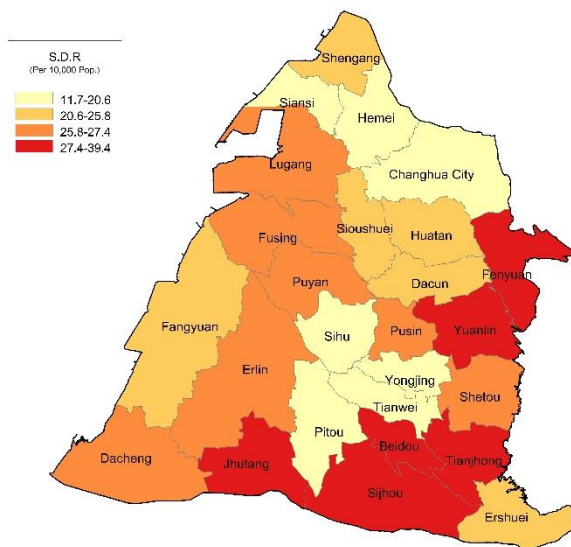 S.D.R
(Per 10,000 Pop.)
11.7-20.6
20.6-25.8
25.8-27.4
27.4-39.4
Shengang
Siansi
Hemei
Lugang
Changhua City
Sioushuei
Huatan
Fusing
Fenyuan
Puyan
Dacun
Fangyuan
Sihu
Pusin
Yuanlin
Erlin
Yongjing
Shetou
Tianwei
Pitou
Beidou
Dacheng
Jhutang
Tianjhong
Sijhou
Ershuei